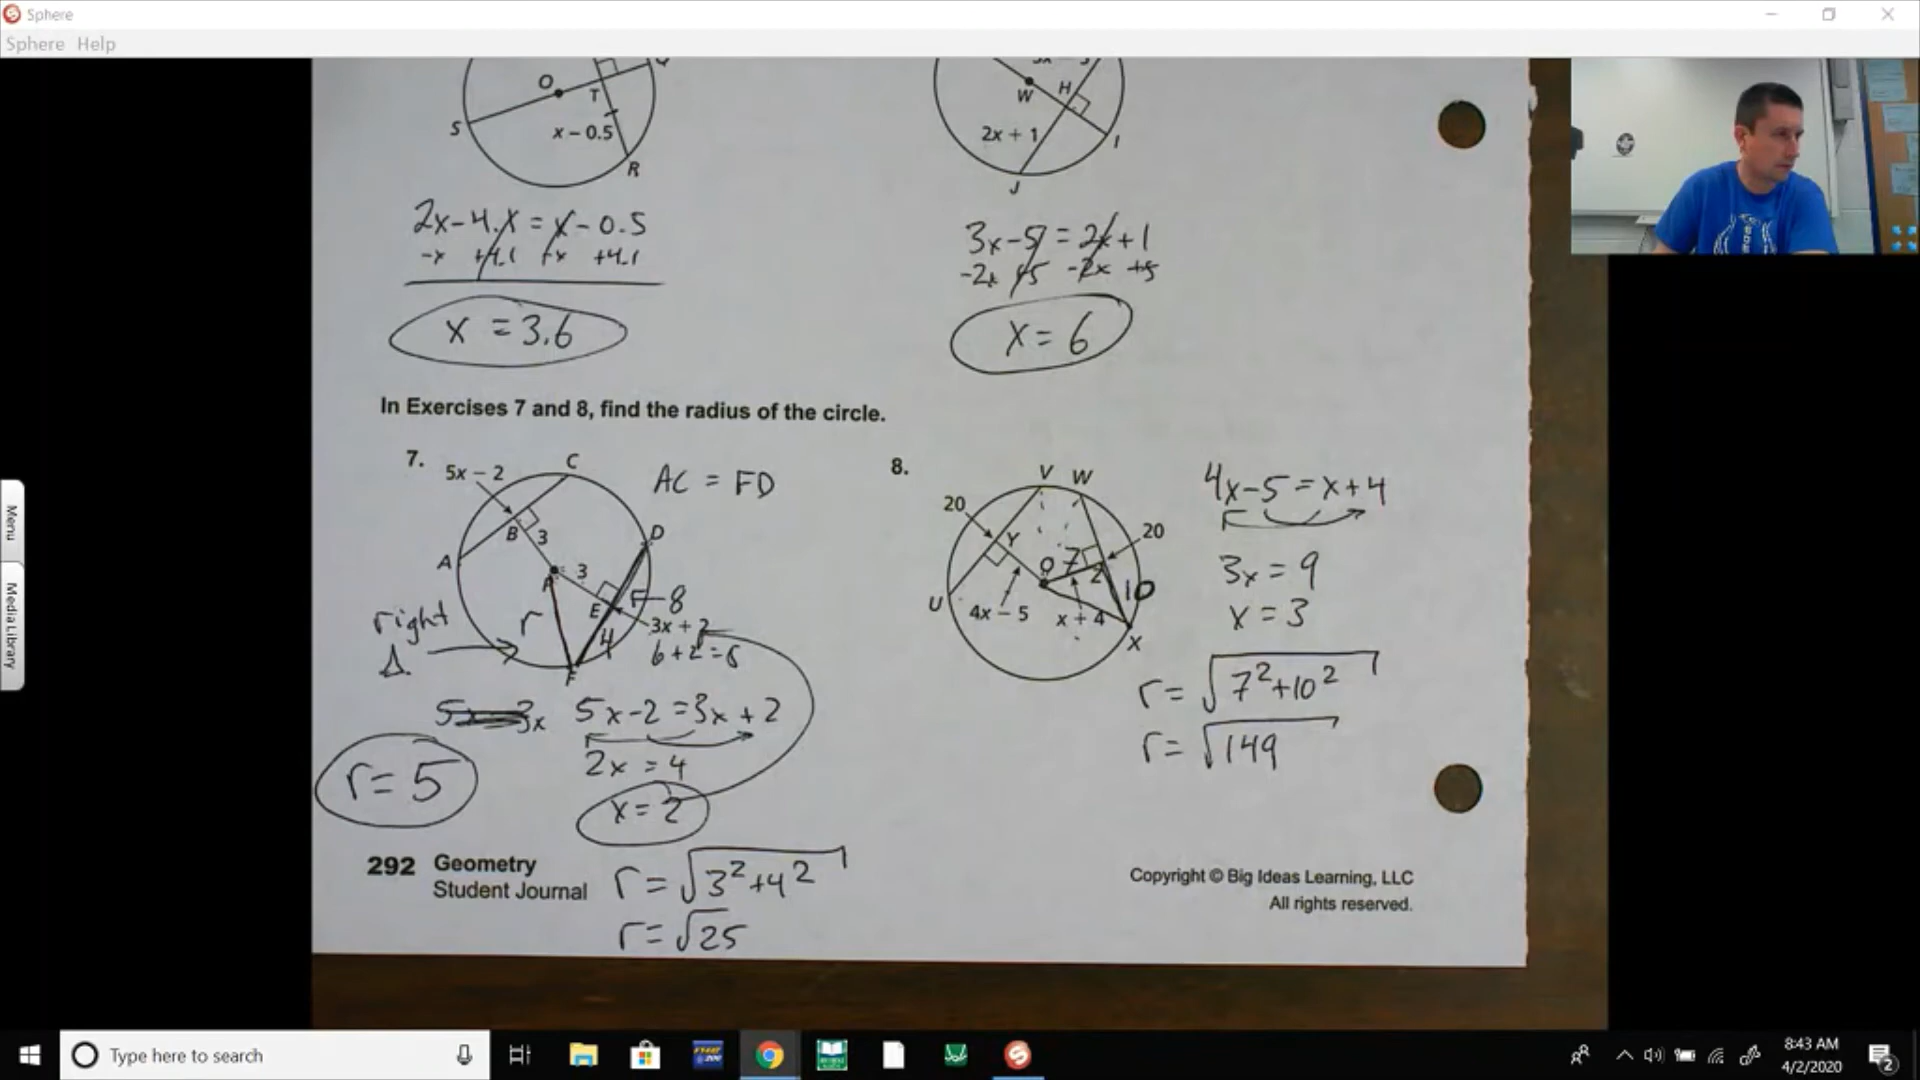 Sphere
Sphere Help
O
T
S
x – 0.5
R
2x – 4.1 = x – 0.5
-x +4.1 -x +4.1
x = 3.6
W
H
2x + 1
I
J
3x – 5 = 2x + 1
-2x +5 -2x +5
x = 6
In Exercises 7 and 8, find the radius of the circle.
7.
5x – 2
C
AC = FD
B
3
D
A
3
E
8
3x + 2
6+2=8
4
r
F
right
Δ
5x – 2 = 3x + 2
2x = 4
x = 2
r = 5
r = √3²+4²
r = √25
8.
V
W
20
20
Y
Q
7
Z
10
U
4x – 5
x + 4
X
4x – 5 = x + 4
3x = 9
x = 3
r = √7²+10²
r = √149
292 Geometry
Student Journal
Copyright © Big Ideas Learning, LLC
All rights reserved.
Menu
Media Library
Type here to search
8:43 AM
4/2/2020
2